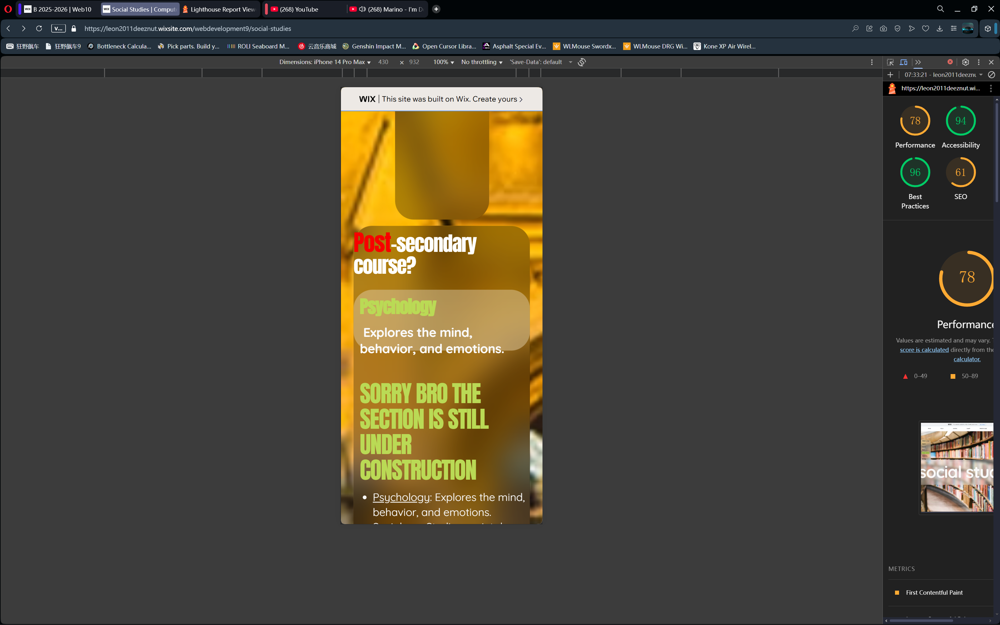 B 2025-2026 | Web10
WIX Social Studies | Compute
Lighthouse Report View
(268) YouTube
(268) Marino - I'm D
V...
https://leon2011deeznut.wixsite.com/webdevelopment9/social-studies
狂野飙车
狂野飙车9
Bottleneck Calcula...
Pick parts. Build y...
ROLI Seaboard M...
云音乐商城
Genshin Impact M...
Open Cursor Libra...
Asphalt Special Ev...
WLMouse Swordx...
WLMouse DRG Wi...
Kone XP Air Wirel...
Dimensions: iPhone 14 Pro Max 430 × 932 100% No throttling 'Save-Data': default
07:33:21 - leon2011deeznu
https://leon2011deeznut.wi...
WIX | This site was built on Wix. Create yours >
Post-secondary
course?
Psychology
Explores the mind,
behavior, and emotions.
SORRY BRO THE
SECTION IS STILL
UNDER
CONSTRUCTION
• Psychology: Explores the mind,
behavior, and emotions.
78
94
Performance
Accessibility
96
61
Best
Practices
SEO
78
Performance
Values are estimated and may vary.
score is calculated directly from the
calculator.
0–49
50–89
social stud
METRICS
First Contentful Paint